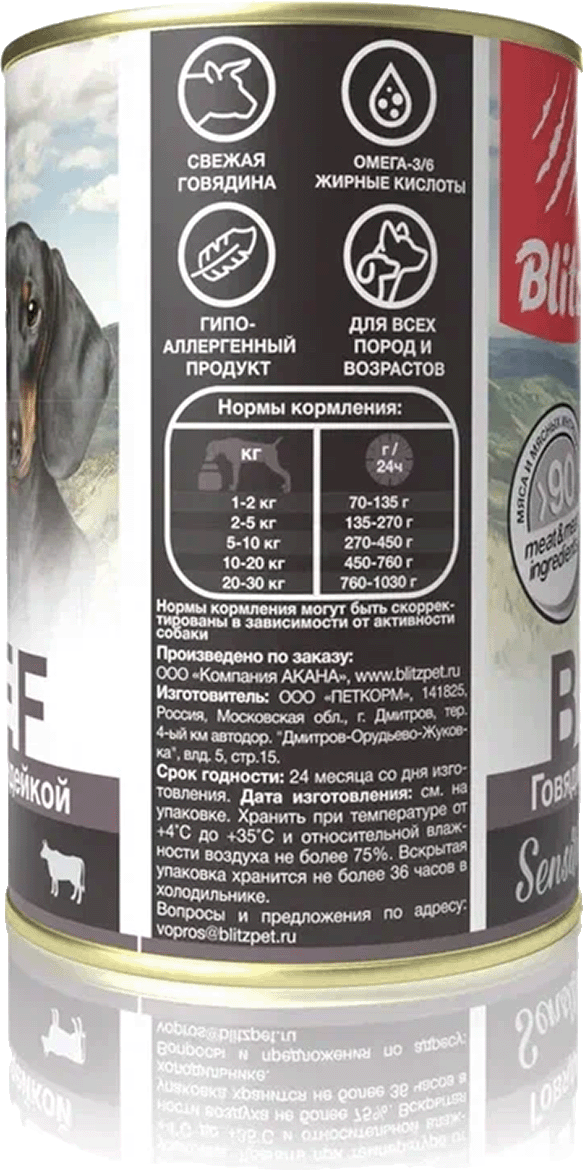 СВЕЖАЯ
ГОВЯДИНА
ОМЕГА-3/6
ЖИРНЫЕ КИСЛОТЫ
ГИПО-
АЛЛЕРГЕННЫЙ
ПРОДУКТ
ДЛЯ ВСЕХ
ПОРОД И
ВОЗРАСТОВ
Нормы кормления:
кг г/24ч
1-2 кг 70-135 г
2-5 кг 135-270 г
5-10 кг 270-450 г
10-20 кг 450-760 г
20-30 кг 760-1030 г
Нормы кормления могут быть скоррек-
тированы в зависимости от активности
собаки
Произведено по заказу:
ООО «Компания АКАНА», www.blitzpet.ru
Изготовитель: ООО «ПЕТКОРМ», 141825,
Россия, Московская обл., г. Дмитров, тер.
4-ый км автодор. "Дмитров-Орудьево-Жуков-
ка", влд. 5, стр.15.
Срок годности: 24 месяца со дня изго-
товления. Дата изготовления: см. на
упаковке. Хранить при температуре от
+4°С до +35°С и относительной влаж-
ности воздуха не более 75%. Вскрытая
упаковка хранится не более 36 часов в
холодильнике.
Вопросы и предложения по адресу:
vopros@blitzpet.ru
Blit
МЯСА И МЯСНЫХ
>90
meat &
ingredien